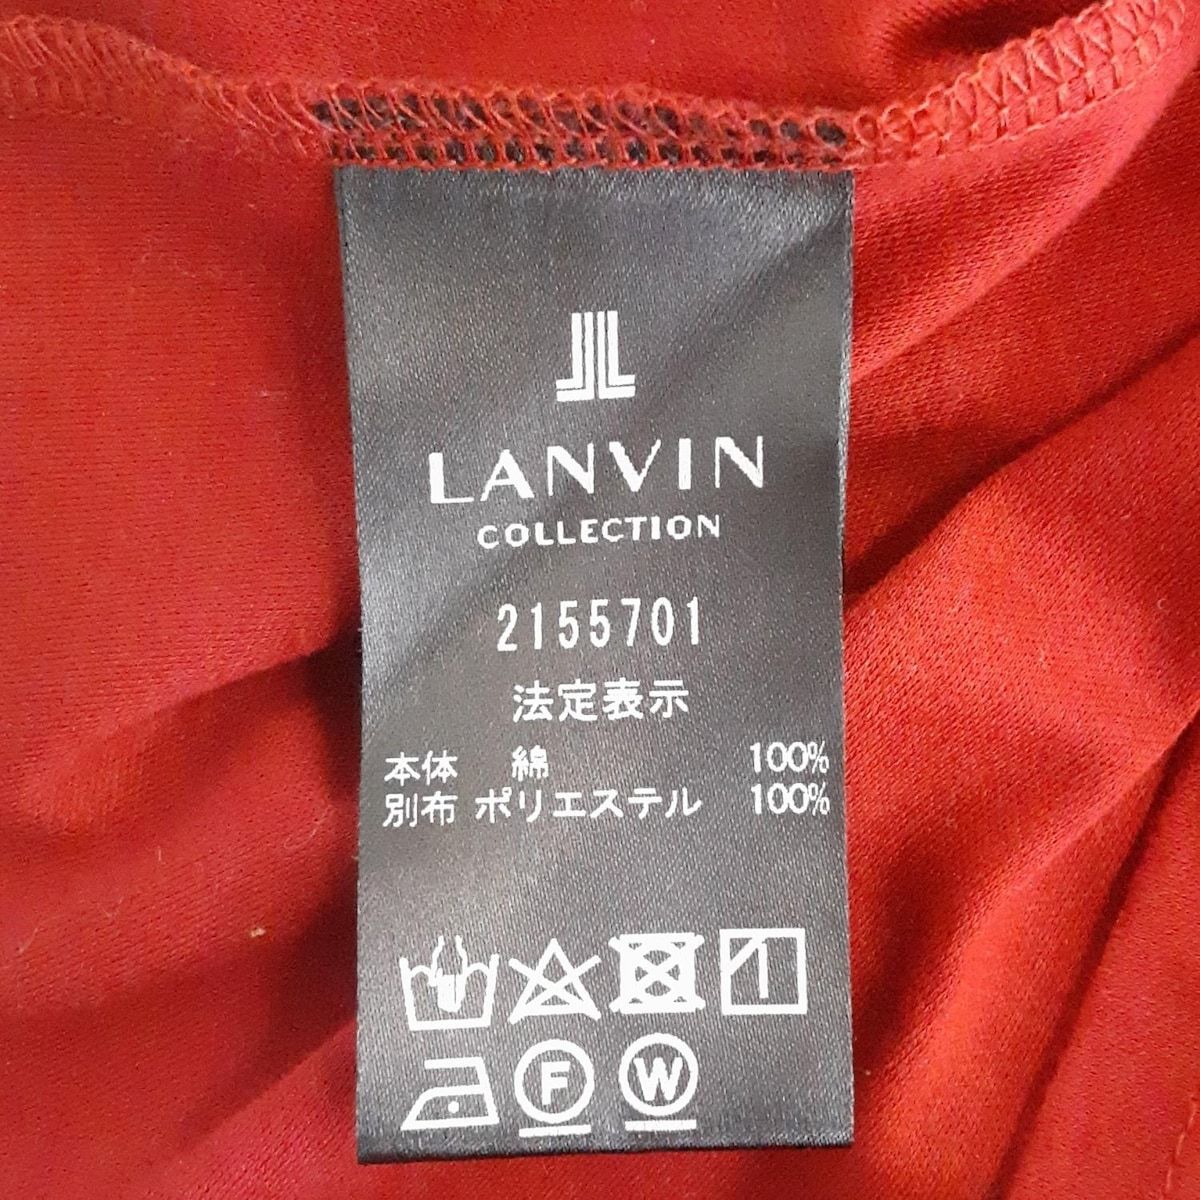 LANVIN
COLLECTION
2155701
法定表示
本体 綿 100%
別布 ポリエステル 100%
F W